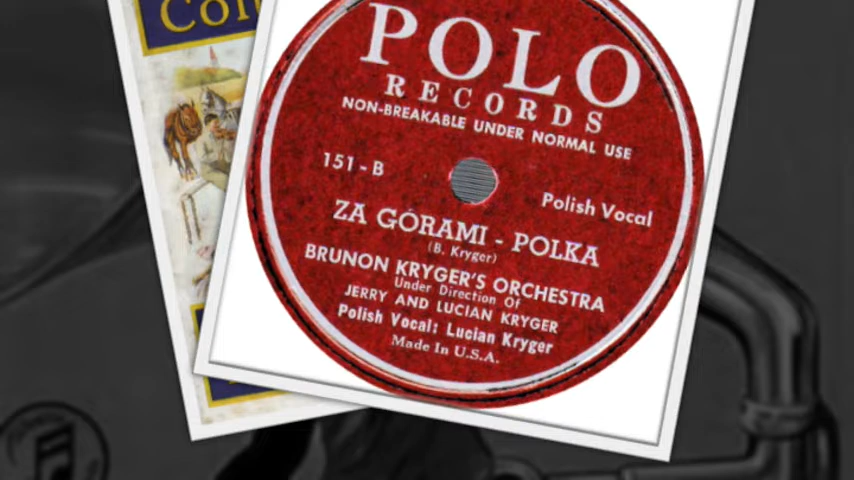 POLO
RECORDS
NON-BREAKABLE UNDER NORMAL USE
151-B
Polish Vocal
ZA GÓRAMI - POLKA
(B. Kryger)
BRUNON KRYGER'S ORCHESTRA
Under Direction Of
JERRY AND LUCIAN KRYGER
Polish Vocal: Lucian Kryger
Made In U.S.A.